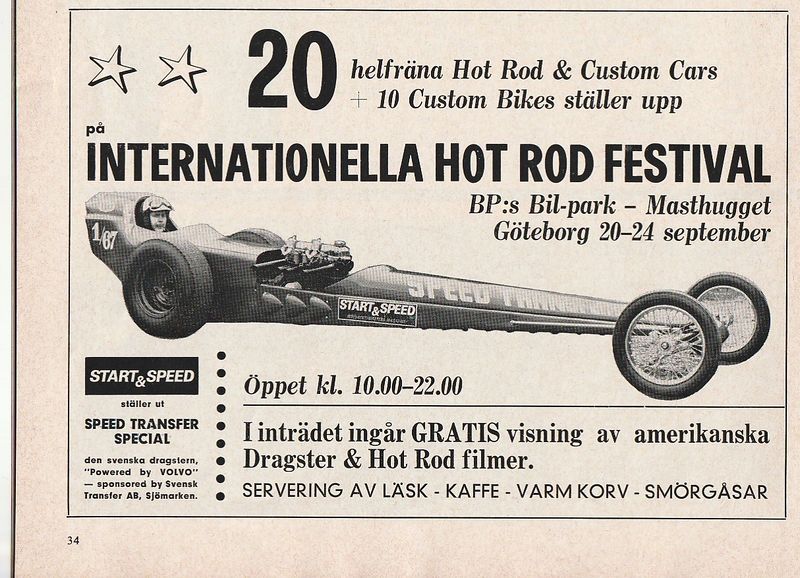 20
helfräna Hot Rod & Custom Cars
+ 10 Custom Bikes ställer upp
på
INTERNATIONELLA HOT ROD FESTIVAL
BP:s Bil-park – Masthugget
Göteborg 20–24 september
1/67
SPEED
START & SPEED
START & SPEED
ställer ut
SPEED TRANSFER
SPECIAL
den svenska dragstern,
"Powered by VOLVO"
— sponsored by Svensk
Transfer AB, Sjömarken.
Öppet kl. 10.00–22.00
I inträdet ingår GRATIS visning av amerikanska
Dragster & Hot Rod filmer.
SERVERING AV LÄSK - KAFFE - VARM KORV - SMÖRGÅSAR
34